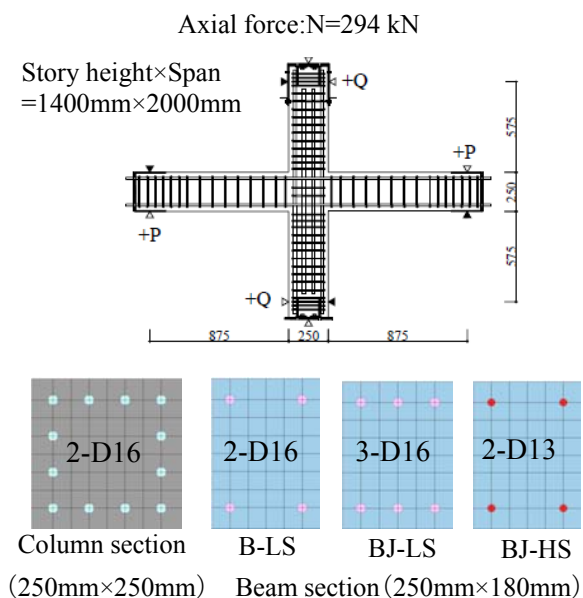 Axial force:N=294 kN
Story height×Span
=1400mm×2000mm
+Q
+P
+P
+Q
575
250
575
875
250
875
2-D16
2-D16
3-D16
2-D13
Column section
B-LS
BJ-LS
BJ-HS
(250mm×250mm)
Beam section(250mm×180mm)